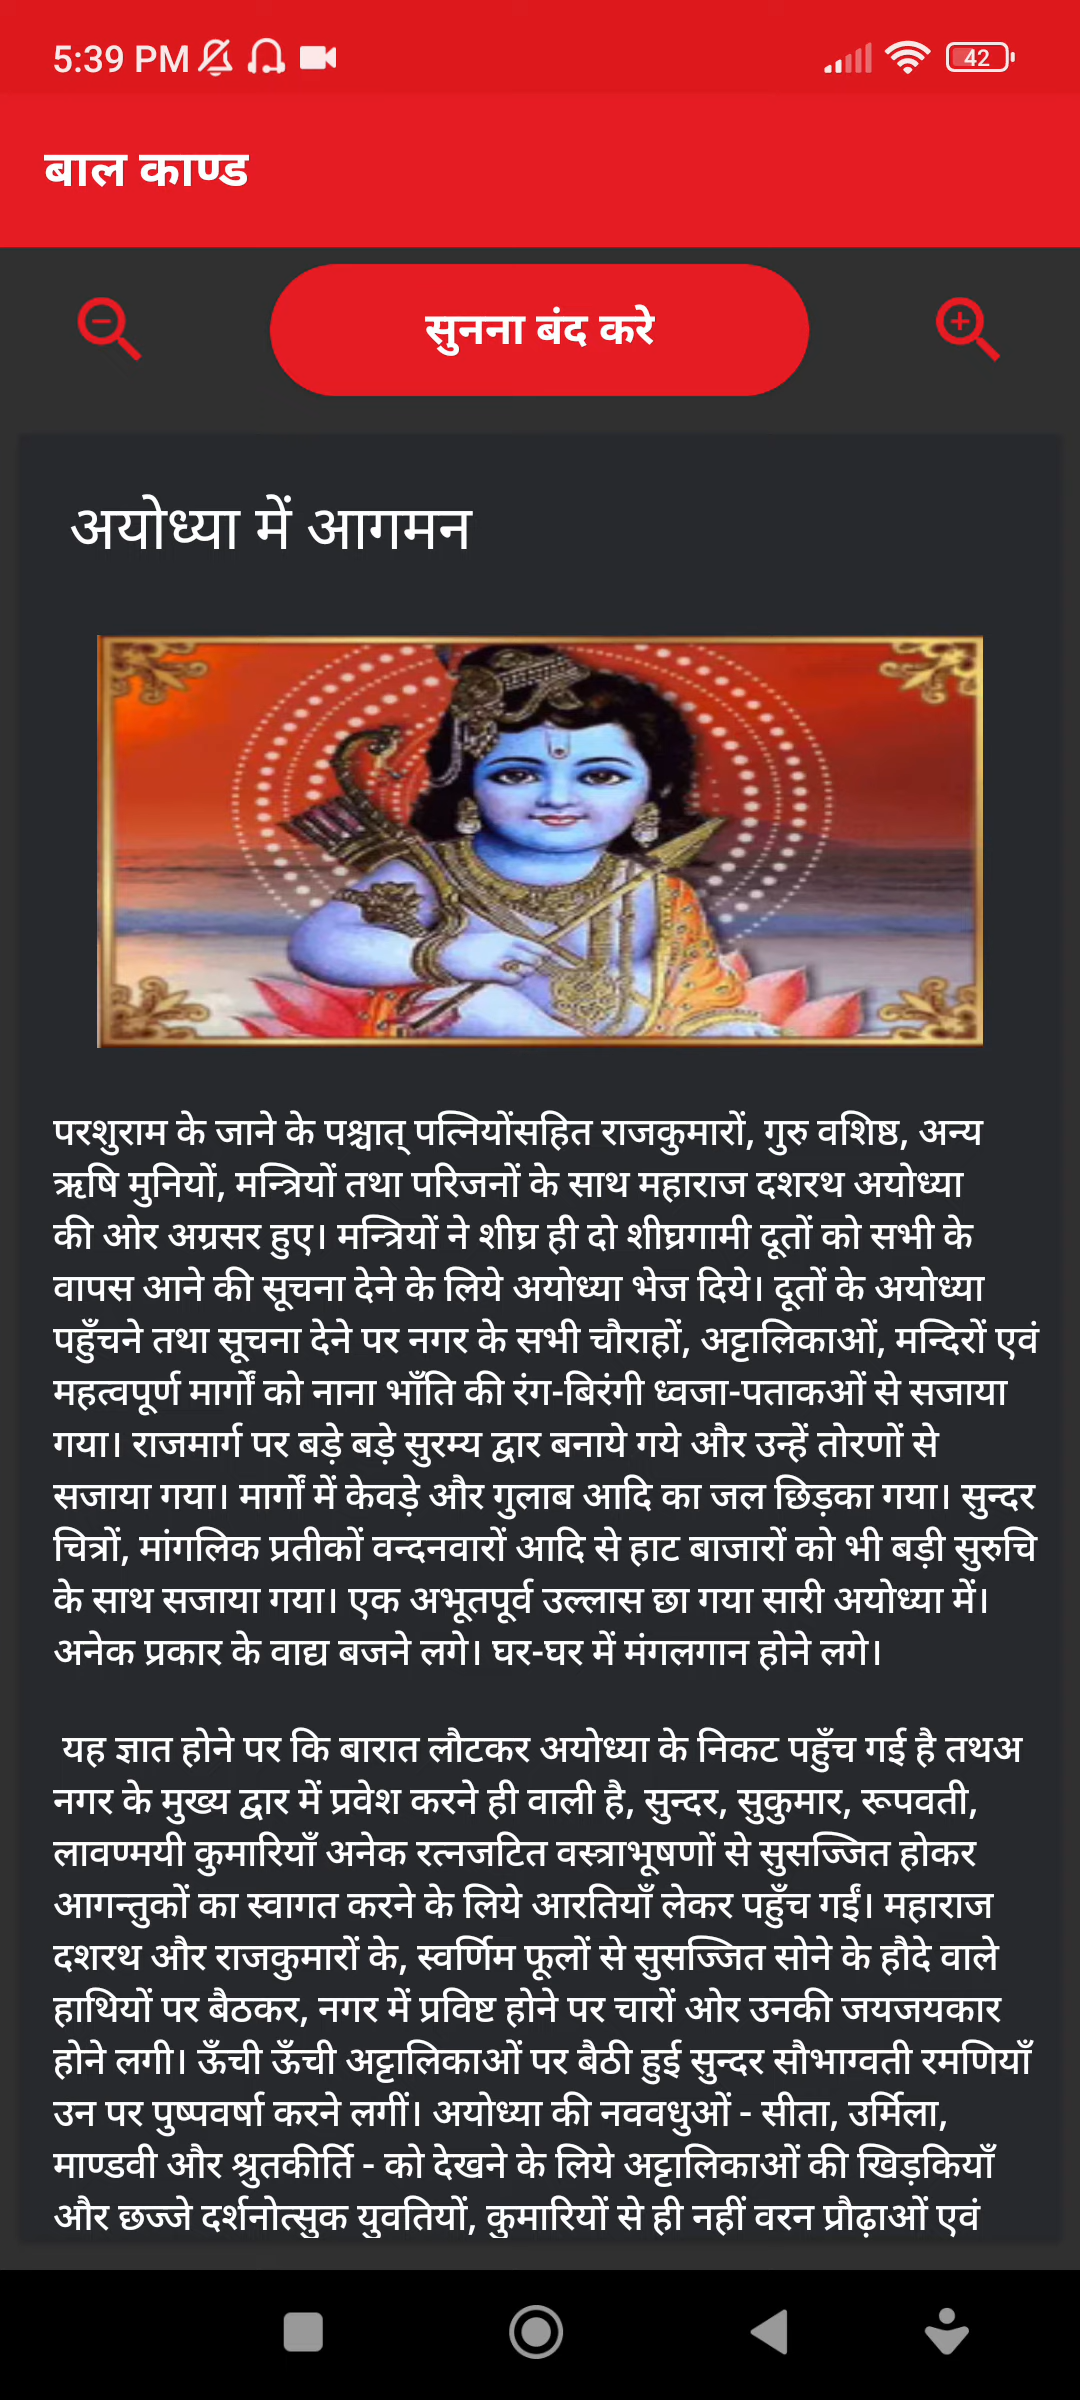 5:39 PM
42
बाल काण्ड
सुनना बंद करे
अयोध्या में आगमन
परशुराम के जाने के पश्चात् पत्नियोंसहित राजकुमारों, गुरु वशिष्ठ, अन्य
ऋषि मुनियों, मन्त्रियों तथा परिजनों के साथ महाराज दशरथ अयोध्या
की ओर अग्रसर हुए। मन्त्रियों ने शीघ्र ही दो शीघ्रगामी दूतों को सभी के
वापस आने की सूचना देने के लिये अयोध्या भेज दिये। दूतों के अयोध्या
पहुँचने तथा सूचना देने पर नगर के सभी चौराहों, अट्टालिकाओं, मन्दिरों एवं
महत्वपूर्ण मार्गों को नाना भाँति की रंग-बिरंगी ध्वजा-पताकओं से सजाया
गया। राजमार्ग पर बड़े बड़े सुरम्य द्वार बनाये गये और उन्हें तोरणों से
सजाया गया। मार्गों में केवड़े और गुलाब आदि का जल छिड़का गया। सुन्दर
चित्रों, मांगलिक प्रतीकों वन्दनवारों आदि से हाट बाजारों को भी बड़ी सुरुचि
के साथ सजाया गया। एक अभूतपूर्व उल्लास छा गया सारी अयोध्या में।
अनेक प्रकार के वाद्य बजने लगे। घर-घर में मंगलगान होने लगे।
यह ज्ञात होने पर कि बारात लौटकर अयोध्या के निकट पहुँच गई है तथअ
नगर के मुख्य द्वार में प्रवेश करने ही वाली है, सुन्दर, सुकुमार, रूपवती,
लावण्मयी कुमारियाँ अनेक रत्नजटित वस्त्राभूषणों से सुसज्जित होकर
आगन्तुकों का स्वागत करने के लिये आरतियाँ लेकर पहुँच गईं। महाराज
दशरथ और राजकुमारों के, स्वर्णिम फूलों से सुसज्जित सोने के हौदे वाले
हाथियों पर बैठकर, नगर में प्रविष्ट होने पर चारों ओर उनकी जयजयकार
होने लगी। ऊँची ऊँची अट्टालिकाओं पर बैठी हुई सुन्दर सौभाग्वती रमणियाँ
उन पर पुष्पवर्षा करने लगीं। अयोध्या की नववधुओं - सीता, उर्मिला,
माण्डवी और श्रुतकीर्ति - को देखने के लिये अट्टालिकाओं की खिड़कियाँ
और छज्जे दर्शनोत्सुक युवतियों, कुमारियों से ही नहीं वरन प्रौढ़ाओं एवं